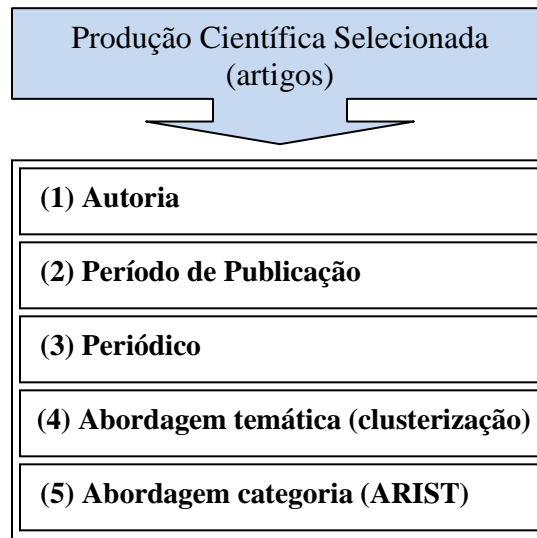 Produção Científica Selecionada
(artigos)
(1) Autoria
(2) Período de Publicação
(3) Periódico
(4) Abordagem temática (clusterização)
(5) Abordagem categoria (ARIST)